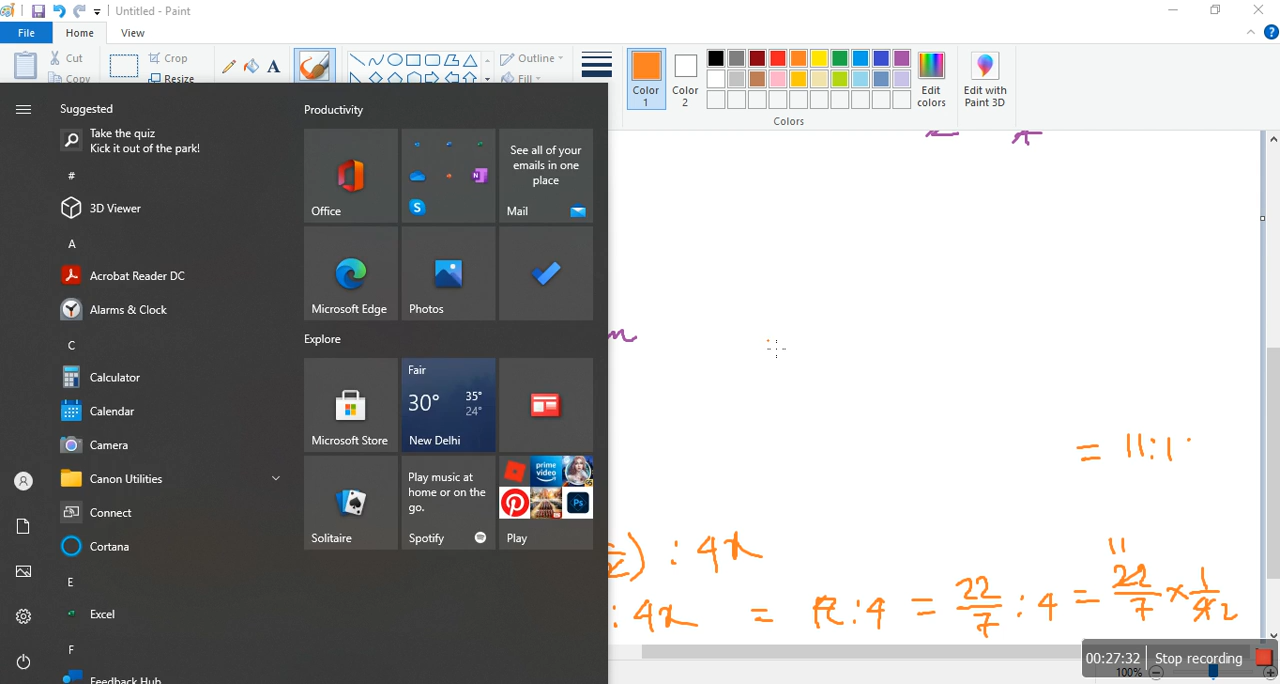 Untitled - Paint
File
Home
View
Cut
Copy
Crop
Resize
A
Outline
Fill
Color 1
Color 2
Edit colors
Edit with Paint 3D
Colors
Suggested
Take the quiz
Kick it out of the park!
#
3D Viewer
A
Acrobat Reader DC
Alarms & Clock
C
Calculator
Calendar
Camera
Canon Utilities
Connect
Cortana
E
Excel
F
Feedback Hub
Productivity
Office
See all of your
emails in one
place
Mail
Microsoft Edge
Photos
Explore
Microsoft Store
Fair
30° 35°
24°
New Delhi
Solitaire
Play music at
home or on the
go.
Spotify
prime video
Ps
Play
= 11:1
) : 4x
: 4x = π:4 = 22/7 : 4 = 22/7 × 1/4
11
2
00:27:32
Stop recording
100%